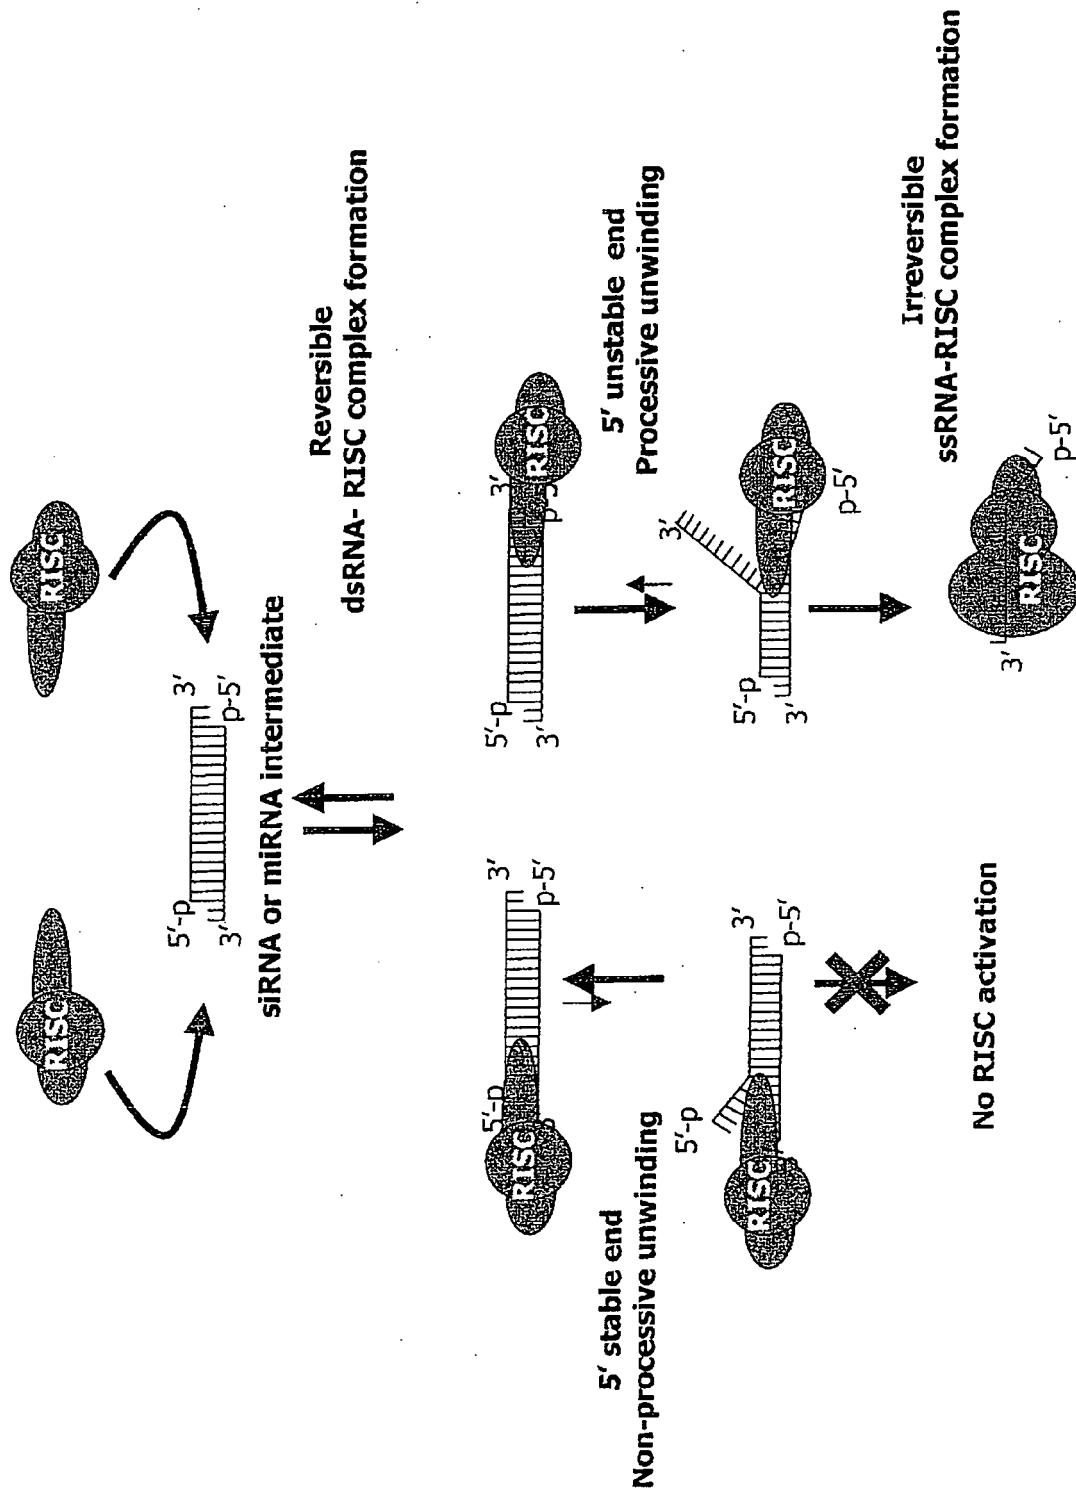 RISC
RISC
5'-p
3'
3'
p-5'
siRNA or miRNA intermediate
Reversible
dsRNA- RISC complex formation
5'-p
RISC
3'
p-5'
5'-p
3'
3'
RISC
5' stable end
Non-processive unwinding
5' unstable end
Processive unwinding
5'-p
RISC
3'
p-5'
5'-p
3'
3'
RISC
p-5'
No RISC activation
Irreversible
ssRNA-RISC complex formation
3'
RISC
p-5'